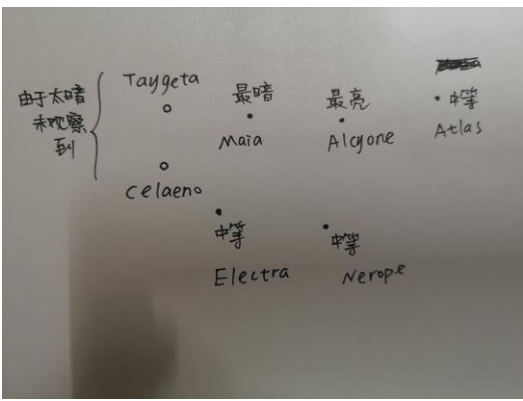 Taygeta
由于太暗
未观察
到
最暗
Maia
最亮
Alcyone
中等
Atlas
Celaeno
中等
Electra
中等
Nerope